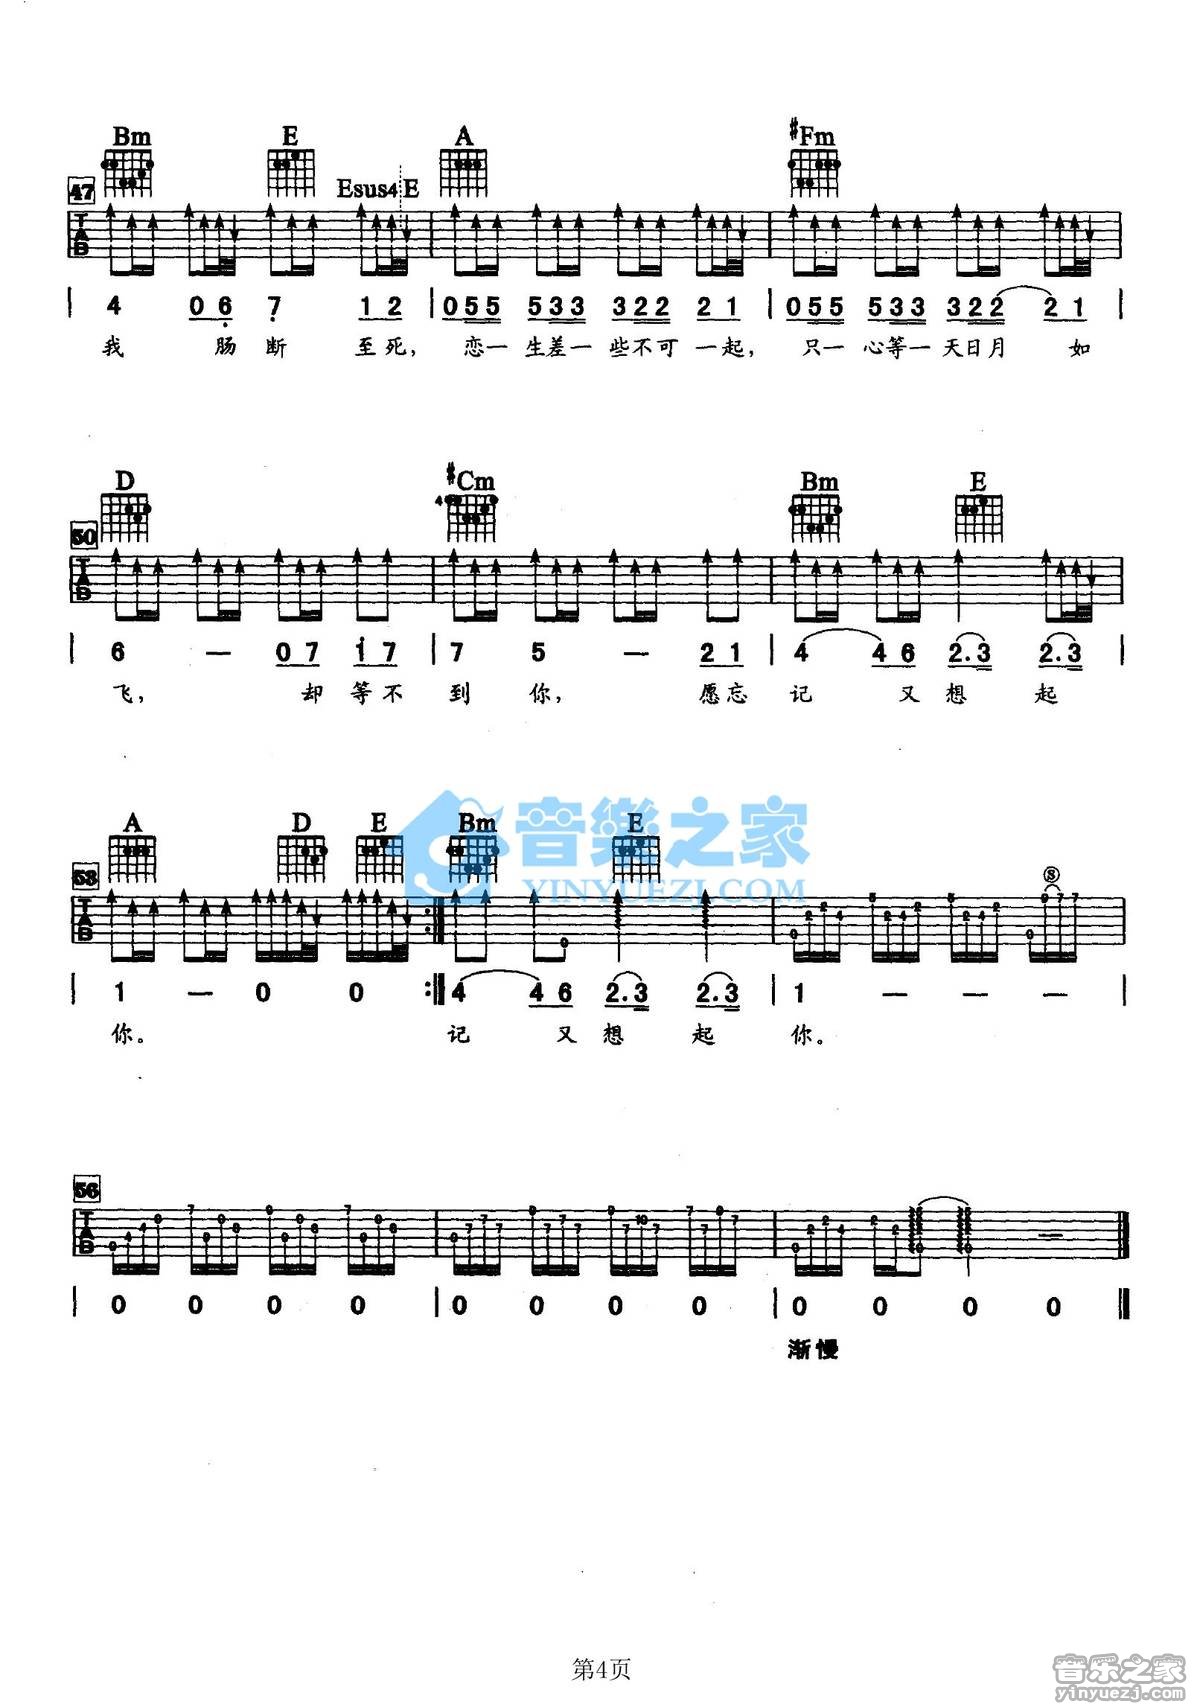 Bm E A #Fm
47 Esus4 E
T A B
4 0 6 7 1 2 | 0 5 5 5 3 3 3 2 2 2 1 | 0 5 5 5 3 3 3 2 2 2 1
我 肠 断 至 死， 恋 一 生 差 一 些 不 可 一 起， 只 一 心 等 一 天 日 月 如
D #Cm Bm E
50 4
T A B
6 — 0 7 i 7 | 7 5 — 2 1 | 4 4 6 2.3 2.3
飞， 却 等 不 到 你， 愿 忘 记 又 想 起
A D E Bm E
音樂之家
YINYUEZJ.COM
53
T A B
1 — 0 0 :|| 4 4 6 2.3 2.3 | 1 — — —
你。 记 又 想 起 你。
56
T A B
0 0 0 0 | 0 0 0 0 | 0 0 0 0
渐慢
第4页
音乐之家
yinyuezj.com